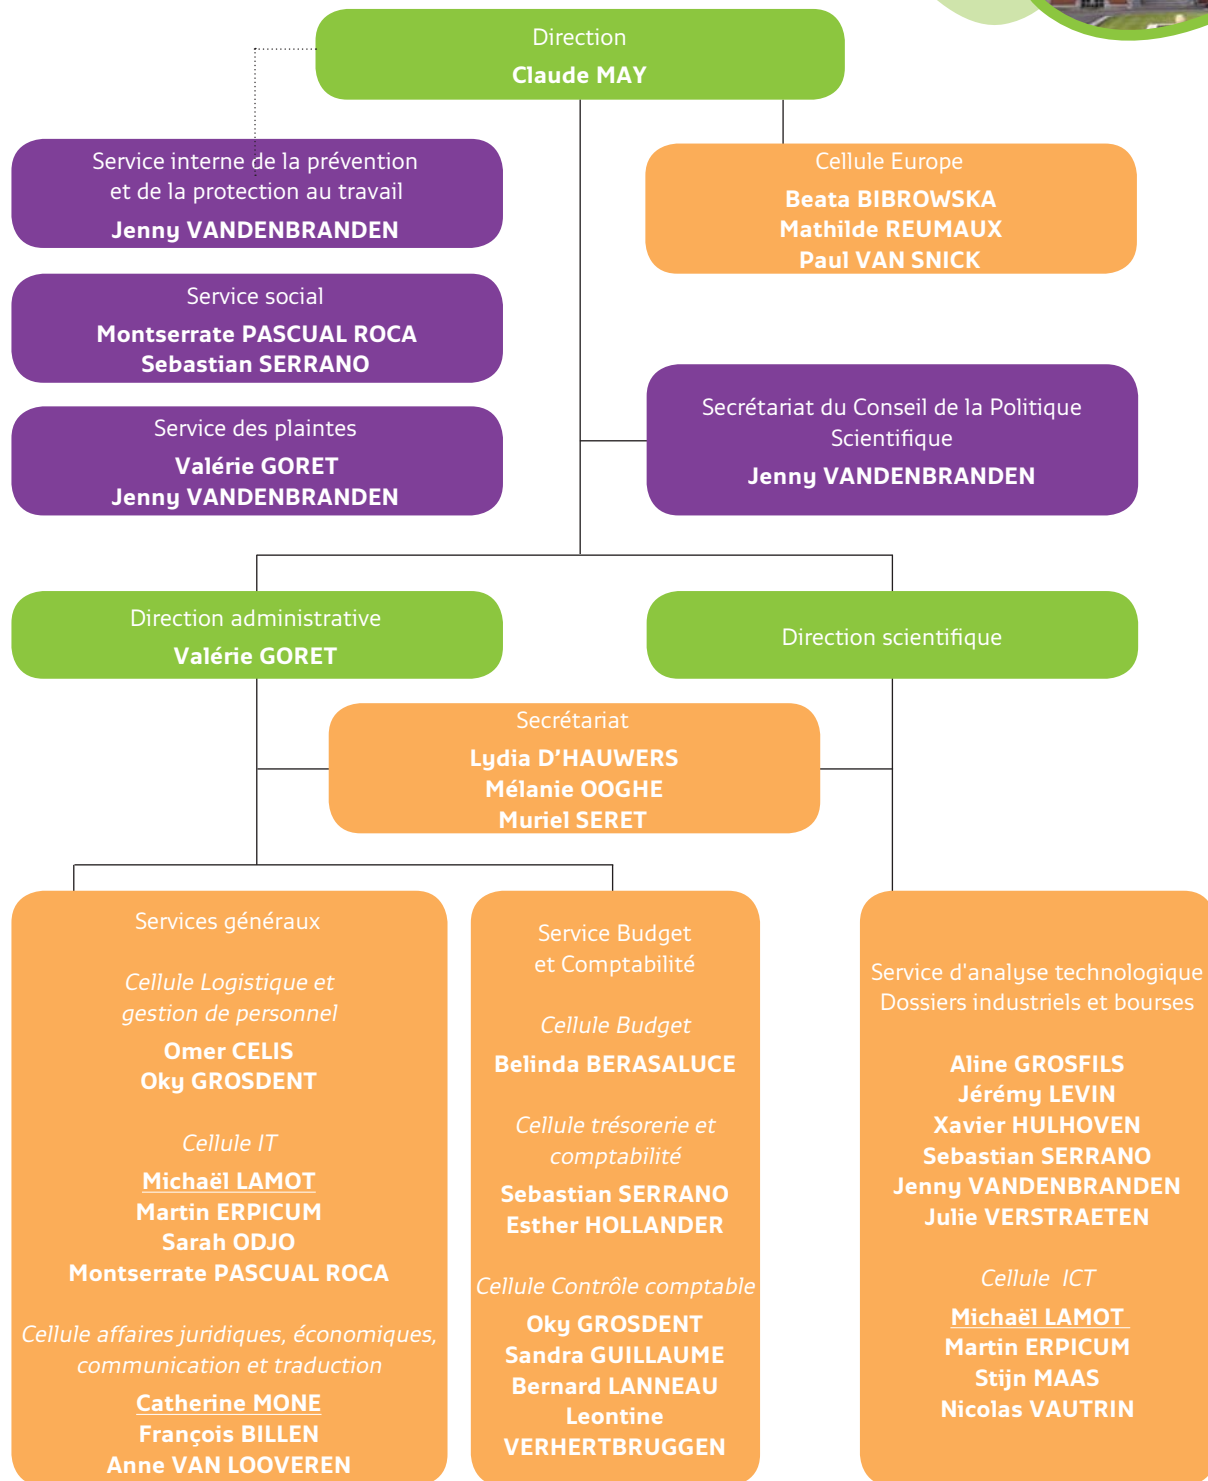 Direction
Claude MAY
Service interne de la prévention
et de la protection au travail
Jenny VANDENBRANDEN
Cellule Europe
Beata BIBROWSKA
Mathilde REUMAUX
Paul VAN SNICK
Service social
Montserrate PASCUAL ROCA
Sebastian SERRANO
Secrétariat du Conseil de la Politique
Scientifique
Jenny VANDENBRANDEN
Service des plaintes
Valérie GORET
Jenny VANDENBRANDEN
Direction administrative
Valérie GORET
Direction scientifique
Secrétariat
Lydia D’HAUWERS
Mélanie OOGHE
Muriel SERET
Services généraux
Cellule Logistique et
gestion de personnel
Omer CELIS
Oky GROSDENT
Cellule IT
Michaël LAMOT
Martin ERPICUM
Sarah ODJO
Montserrate PASCUAL ROCA
Cellule affaires juridiques, économiques,
communication et traduction
Catherine MONE
François BILLEN
Anne VAN LOOVEREN
Service Budget
et Comptabilité
Cellule Budget
Belinda BERASALUCE
Cellule trésorerie et
comptabilité
Sebastian SERRANO
Esther HOLLANDER
Cellule Contrôle comptable
Oky GROSDENT
Sandra GUILLAUME
Bernard LANNEAU
Leontine
VERHERTBRUGGEN
Service d'analyse technologique
Dossiers industriels et bourses
Aline GROSFILS
Jérémy LEVIN
Xavier HULHOVEN
Sebastian SERRANO
Jenny VANDENBRANDEN
Julie VERSTRAETEN
Cellule ICT
Michaël LAMOT
Martin ERPICUM
Stijn MAAS
Nicolas VAUTRIN